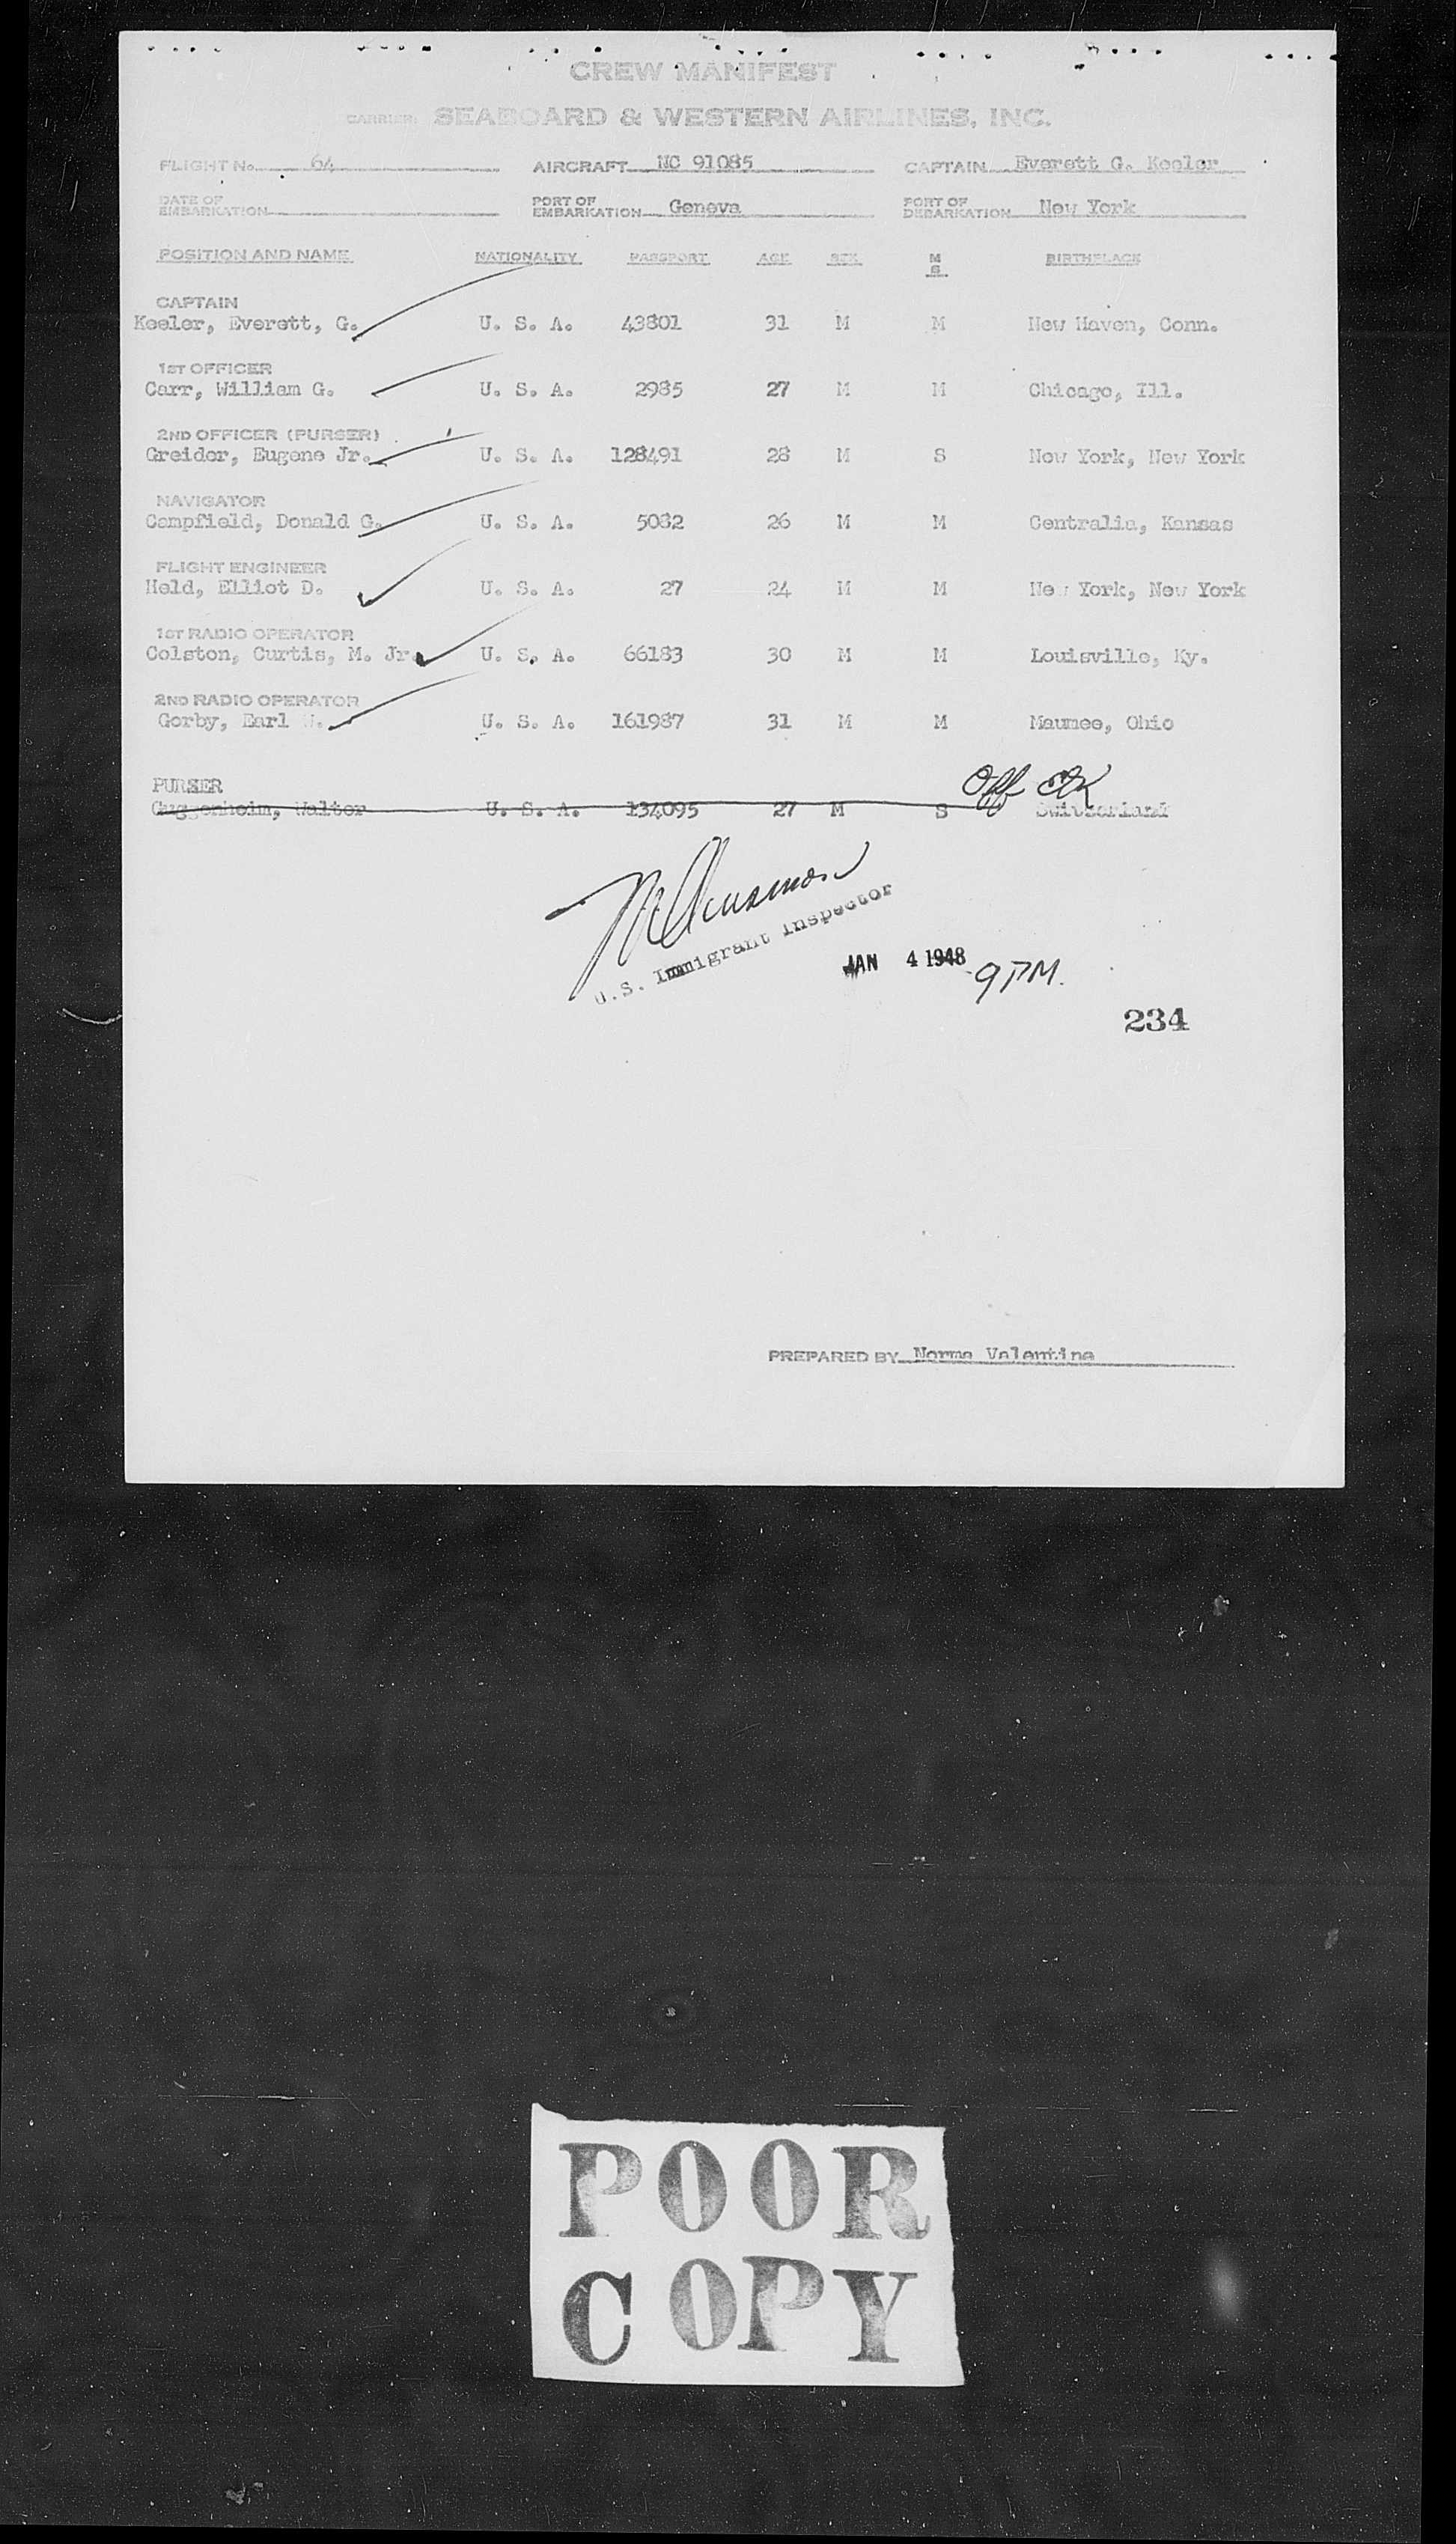 CREW MANIFEST
CARRIER: SEABOARD & WESTERN AIRLINES, INC.
FLIGHT No. 64 AIRCRAFT NC 91085 CAPTAIN Everett G. Keeler
DATE OF EMBARKATION PORT OF EMBARKATION Geneva PORT OF DEBARKATION New York
POSITION AND NAME NATIONALITY PASSPORT AGE SEX M S BIRTHPLACE
CAPTAIN
Keeler, Everett, G. U. S. A. 43801 31 M M New Haven, Conn.
1ST OFFICER
Carr, William G. U. S. A. 2985 27 M M Chicago, Ill.
2ND OFFICER (PURSER)
Greider, Eugene Jr. U. S. A. 128491 28 M S New York, New York
NAVIGATOR
Campfield, Donald G. U. S. A. 5082 26 M M Centralia, Kansas
FLIGHT ENGINEER
Held, Elliot D. U. S. A. 27 24 M M New York, New York
1ST RADIO OPERATOR
Colston, Curtis, M. Jr. U. S. A. 66183 30 M M Louisville, Ky.
2ND RADIO OPERATOR
Gorby, Earl U. S. A. 161987 31 M M Maumee, Ohio
Off
PURSER
Guggenheim, Walter U. S. A. 134095 27 M S Switzerland
U.S. Immigrant Inspector
JAN 4 1948 9 PM.
234
PREPARED BY Norma Valentine
POOR
COPY